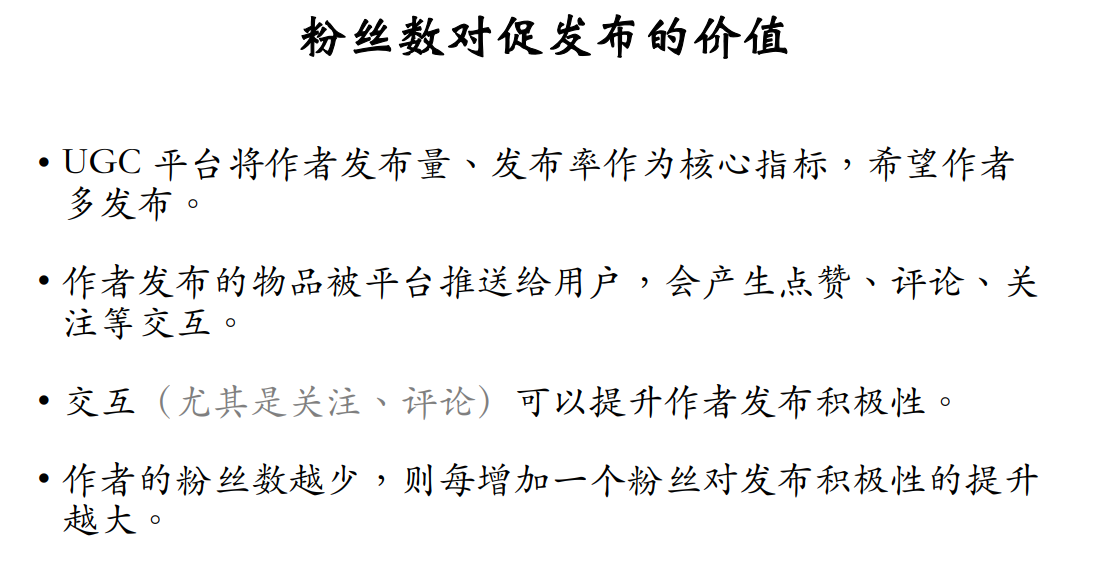 粉丝数对促发布的价值
• UGC 平台将作者发布量、发布率作为核心指标，希望作者
多发布。
• 作者发布的物品被平台推送给用户，会产生点赞、评论、关
注等交互。
• 交互（尤其是关注、评论）可以提升作者发布积极性。
• 作者的粉丝数越少，则每增加一个粉丝对发布积极性的提升
越大。